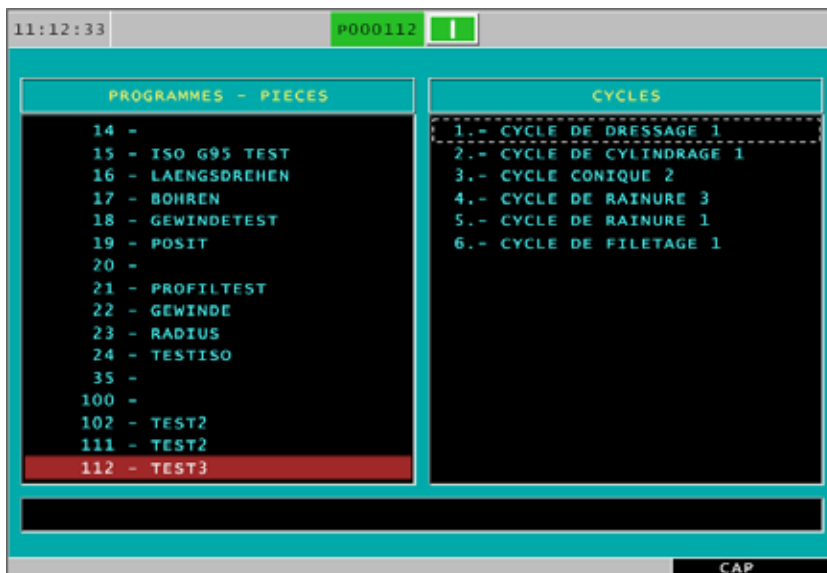 11:12:33
P000112
PROGRAMMES - PIECES
14 -
15 - ISO G95 TEST
16 - LAENGSDREHEN
17 - BOHREN
18 - GEWINDETEST
19 - POSIT
20 -
21 - PROFILTEST
22 - GEWINDE
23 - RADIUS
24 - TESTISO
35 -
100 -
102 - TEST2
111 - TEST2
112 - TEST3
CYCLES
1.- CYCLE DE DRESSAGE 1
2.- CYCLE DE CYLINDRAGE 1
3.- CYCLE CONIQUE 2
4.- CYCLE DE RAINURE 3
5.- CYCLE DE RAINURE 1
6.- CYCLE DE FILETAGE 1
CAP